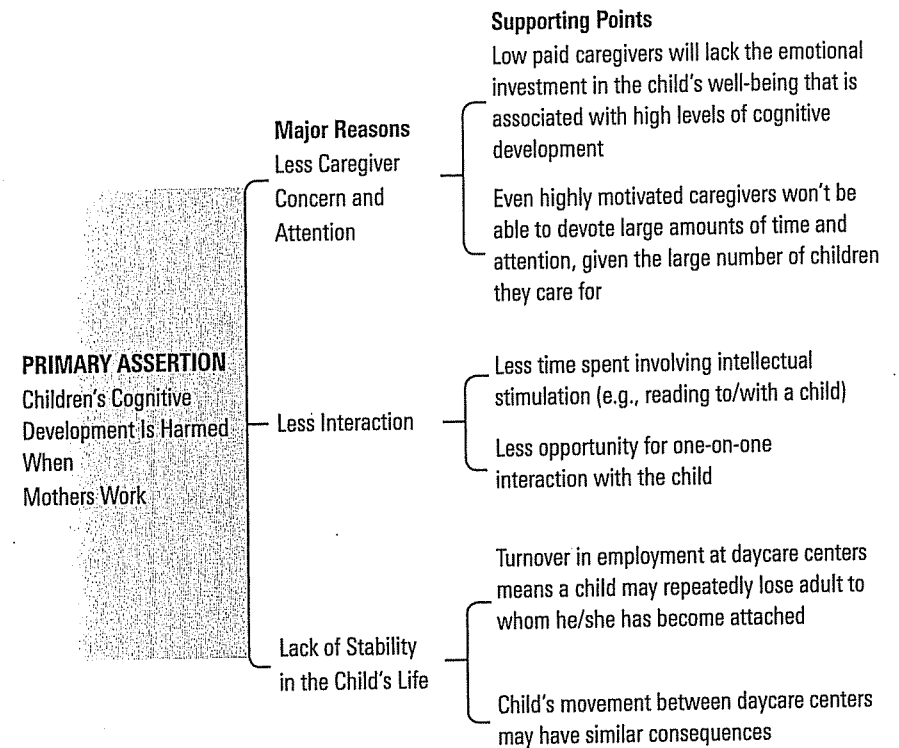 Supporting Points
Low paid caregivers will lack the emotional
investment in the child's well-being that is
associated with high levels of cognitive
development
Major Reasons
Less Caregiver
Concern and
Attention
Even highly motivated caregivers won't be
able to devote large amounts of time and
attention, given the large number of children
they care for
PRIMARY ASSERTION
Children's Cognitive
Development Is Harmed
When
Mothers Work
Less Interaction
Less time spent involving intellectual
stimulation (e.g., reading to/with a child)
Less opportunity for one-on-one
interaction with the child
Lack of Stability
in the Child's Life
Turnover in employment at daycare centers
means a child may repeatedly lose adult to
whom he/she has become attached
Child's movement between daycare centers
may have similar consequences